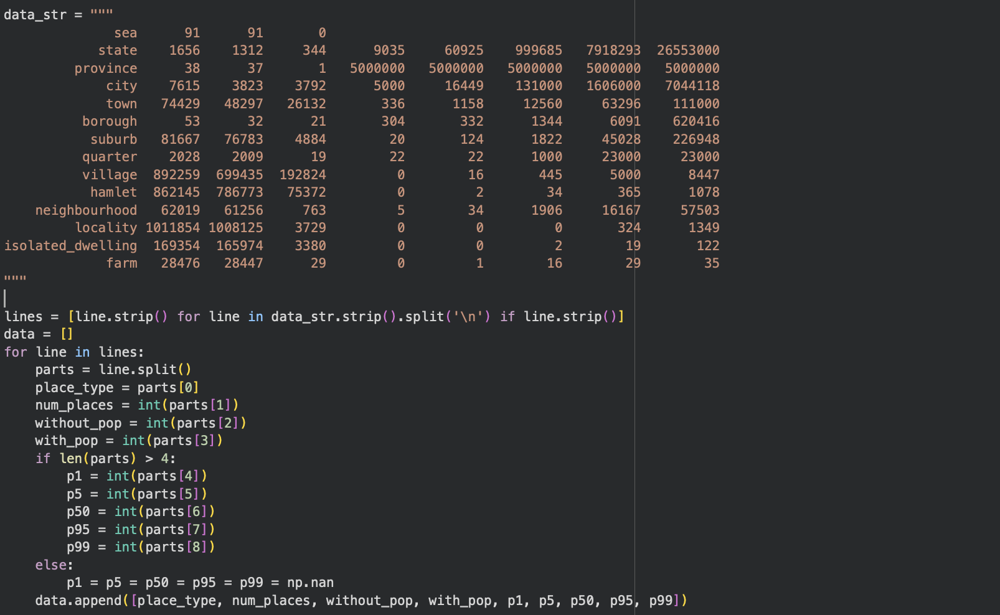 data_str = """
              sea      91      91       0
            state    1656    1312     344      9035     60925    999685   7918293  26553000
         province      38      37       1   5000000   5000000   5000000   5000000   5000000
             city    7615    3823    3792      5000     16449    131000   1606000   7044118
             town   74429   48297   26132       336      1158     12560     63296    111000
          borough      53      32      21       304       332      1344      6091    620416
           suburb   81667   76783    4884        20       124      1822     45028    226948
          quarter    2028    2009      19        22        22      1000     23000     23000
          village  892259  699435  192824         0        16       445      5000      8447
           hamlet  862145  786773   75372         0         2        34       365      1078
    neighbourhood   62019   61256     763         5        34      1906     16167     57503
         locality 1011854 1008125    3729         0         0         0       324      1349
isolated_dwelling  169354  165974    3380         0         0         2        19       122
             farm   28476   28447      29         0         1        16        29        35
"""
lines = [line.strip() for line in data_str.strip().split('\n') if line.strip()]
data = []
for line in lines:
    parts = line.split()
    place_type = parts[0]
    num_places = int(parts[1])
    without_pop = int(parts[2])
    with_pop = int(parts[3])
    if len(parts) > 4:
        p1 = int(parts[4])
        p5 = int(parts[5])
        p50 = int(parts[6])
        p95 = int(parts[7])
        p99 = int(parts[8])
    else:
        p1 = p5 = p50 = p95 = p99 = np.nan
    data.append([place_type, num_places, without_pop, with_pop, p1, p5, p50, p95, p99])